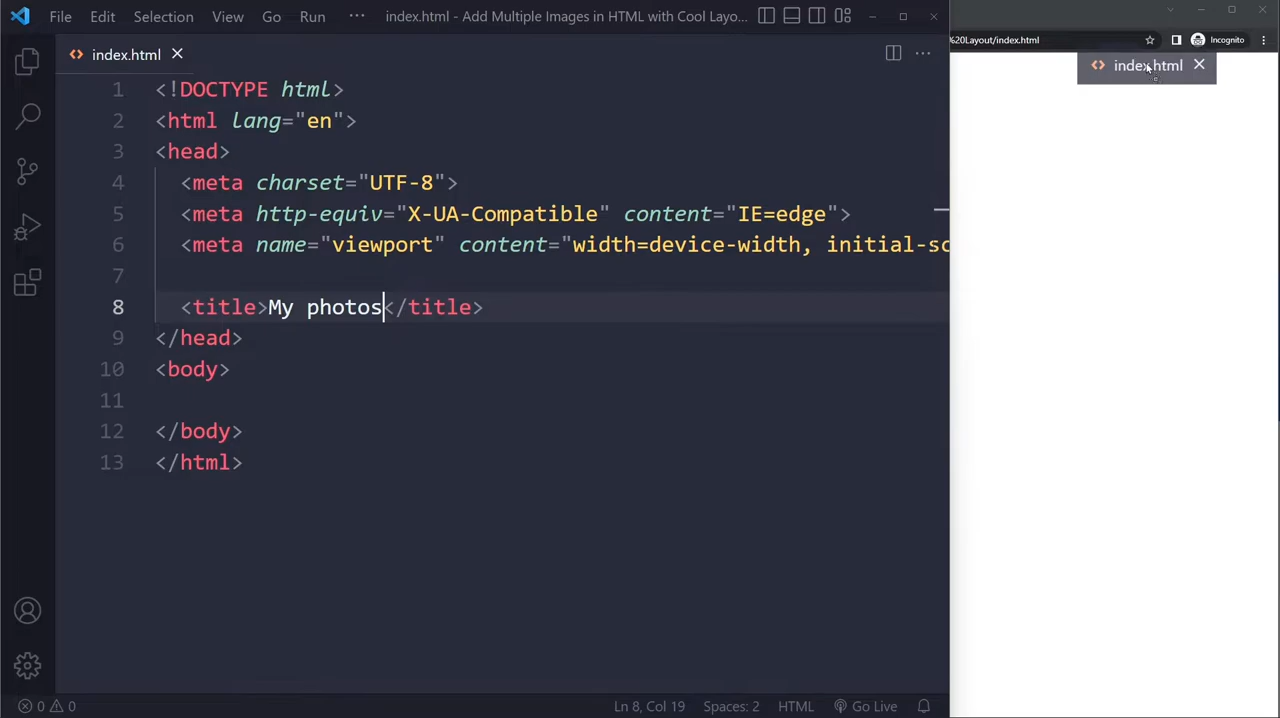 File Edit Selection View Go Run ··· index.html - Add Multiple Images in HTML with Cool Layo...
index.html
%20Layout/index.html Incognito
index.html
1 <!DOCTYPE html>
2 <html lang="en">
3 <head>
4 <meta charset="UTF-8">
5 <meta http-equiv="X-UA-Compatible" content="IE=edge">
6 <meta name="viewport" content="width=device-width, initial-sc
7
8 <title>My photos</title>
9 </head>
10 <body>
11
12 </body>
13 </html>
0 0 Ln 8, Col 19 Spaces: 2 HTML Go Live